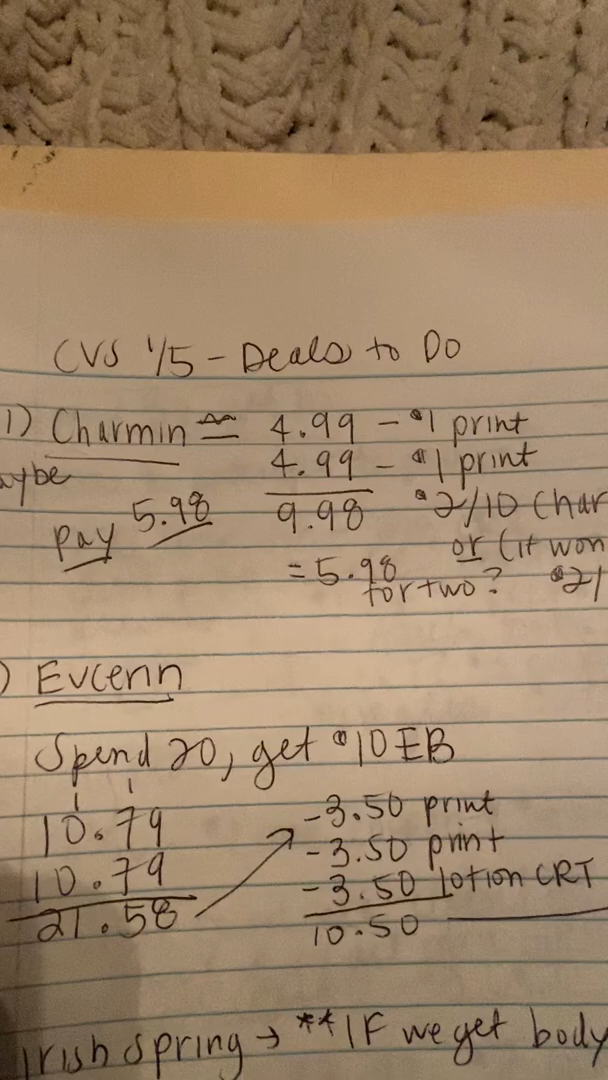 CVS 1/5 - Deals to Do
1) Charmin 4.99 - $1 print
aybe 4.99 - $1 print
pay 5.98 9.98 $2/10 Char
or (it won
= 5.98 for two? $2/
) Eucerin
Spend 20, get $10 EB
10.79 -3.50 print
10.79 -3.50 print
21.58 -3.50 lotion CRT
10.50
Irish Spring → **IF we get body